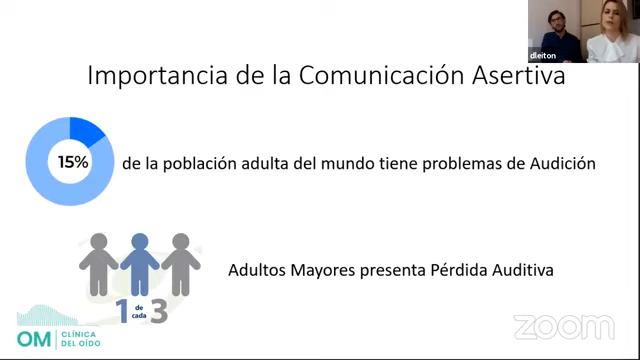 dleiton
Importancia de la Comunicación Asertiva
15%
de la población adulta del mundo tiene problemas de Audición
1 de cada 3
Adultos Mayores presenta Pérdida Auditiva
OM CLÍNICA
DEL OÍDO
zoom